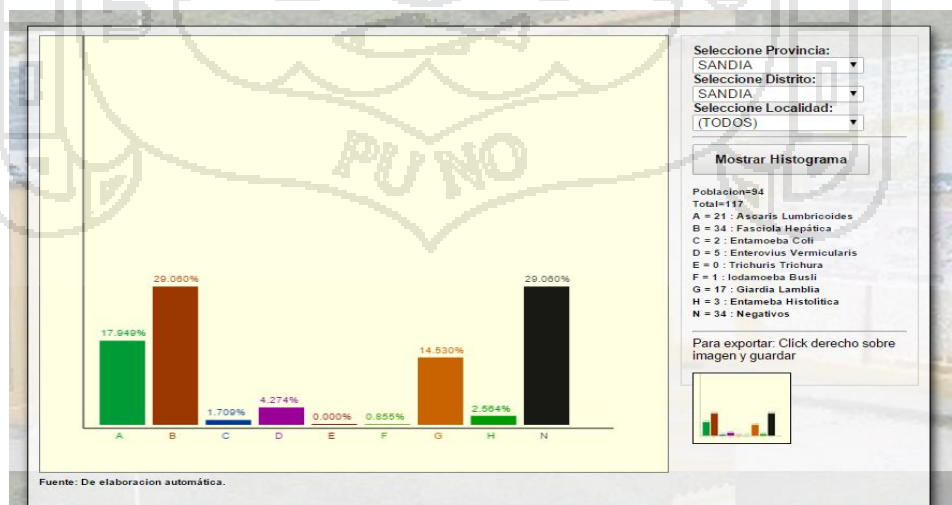 PUNO
29.060%
29.060%
17.949%
14.530%
4.274%
2.564%
1.709%
0.000%
0.855%
A B C D E F G H N
Seleccione Provincia:
SANDIA
Seleccione Distrito:
SANDIA
Seleccione Localidad:
(TODOS)
Mostrar Histograma
Poblacion=94
Total=117
A = 21 : Ascaris Lumbricoides
B = 34 : Fasciola Hepática
C = 2 : Entamoeba Coli
D = 5 : Enterovius Vermicularis
E = 0 : Trichuris Trichura
F = 1 : Iodamoeba Busli
G = 17 : Giardia Lamblia
H = 3 : Entameba Histolitica
N = 34 : Negativos
Para exportar: Click derecho sobre
imagen y guardar
Fuente: De elaboracion automática.